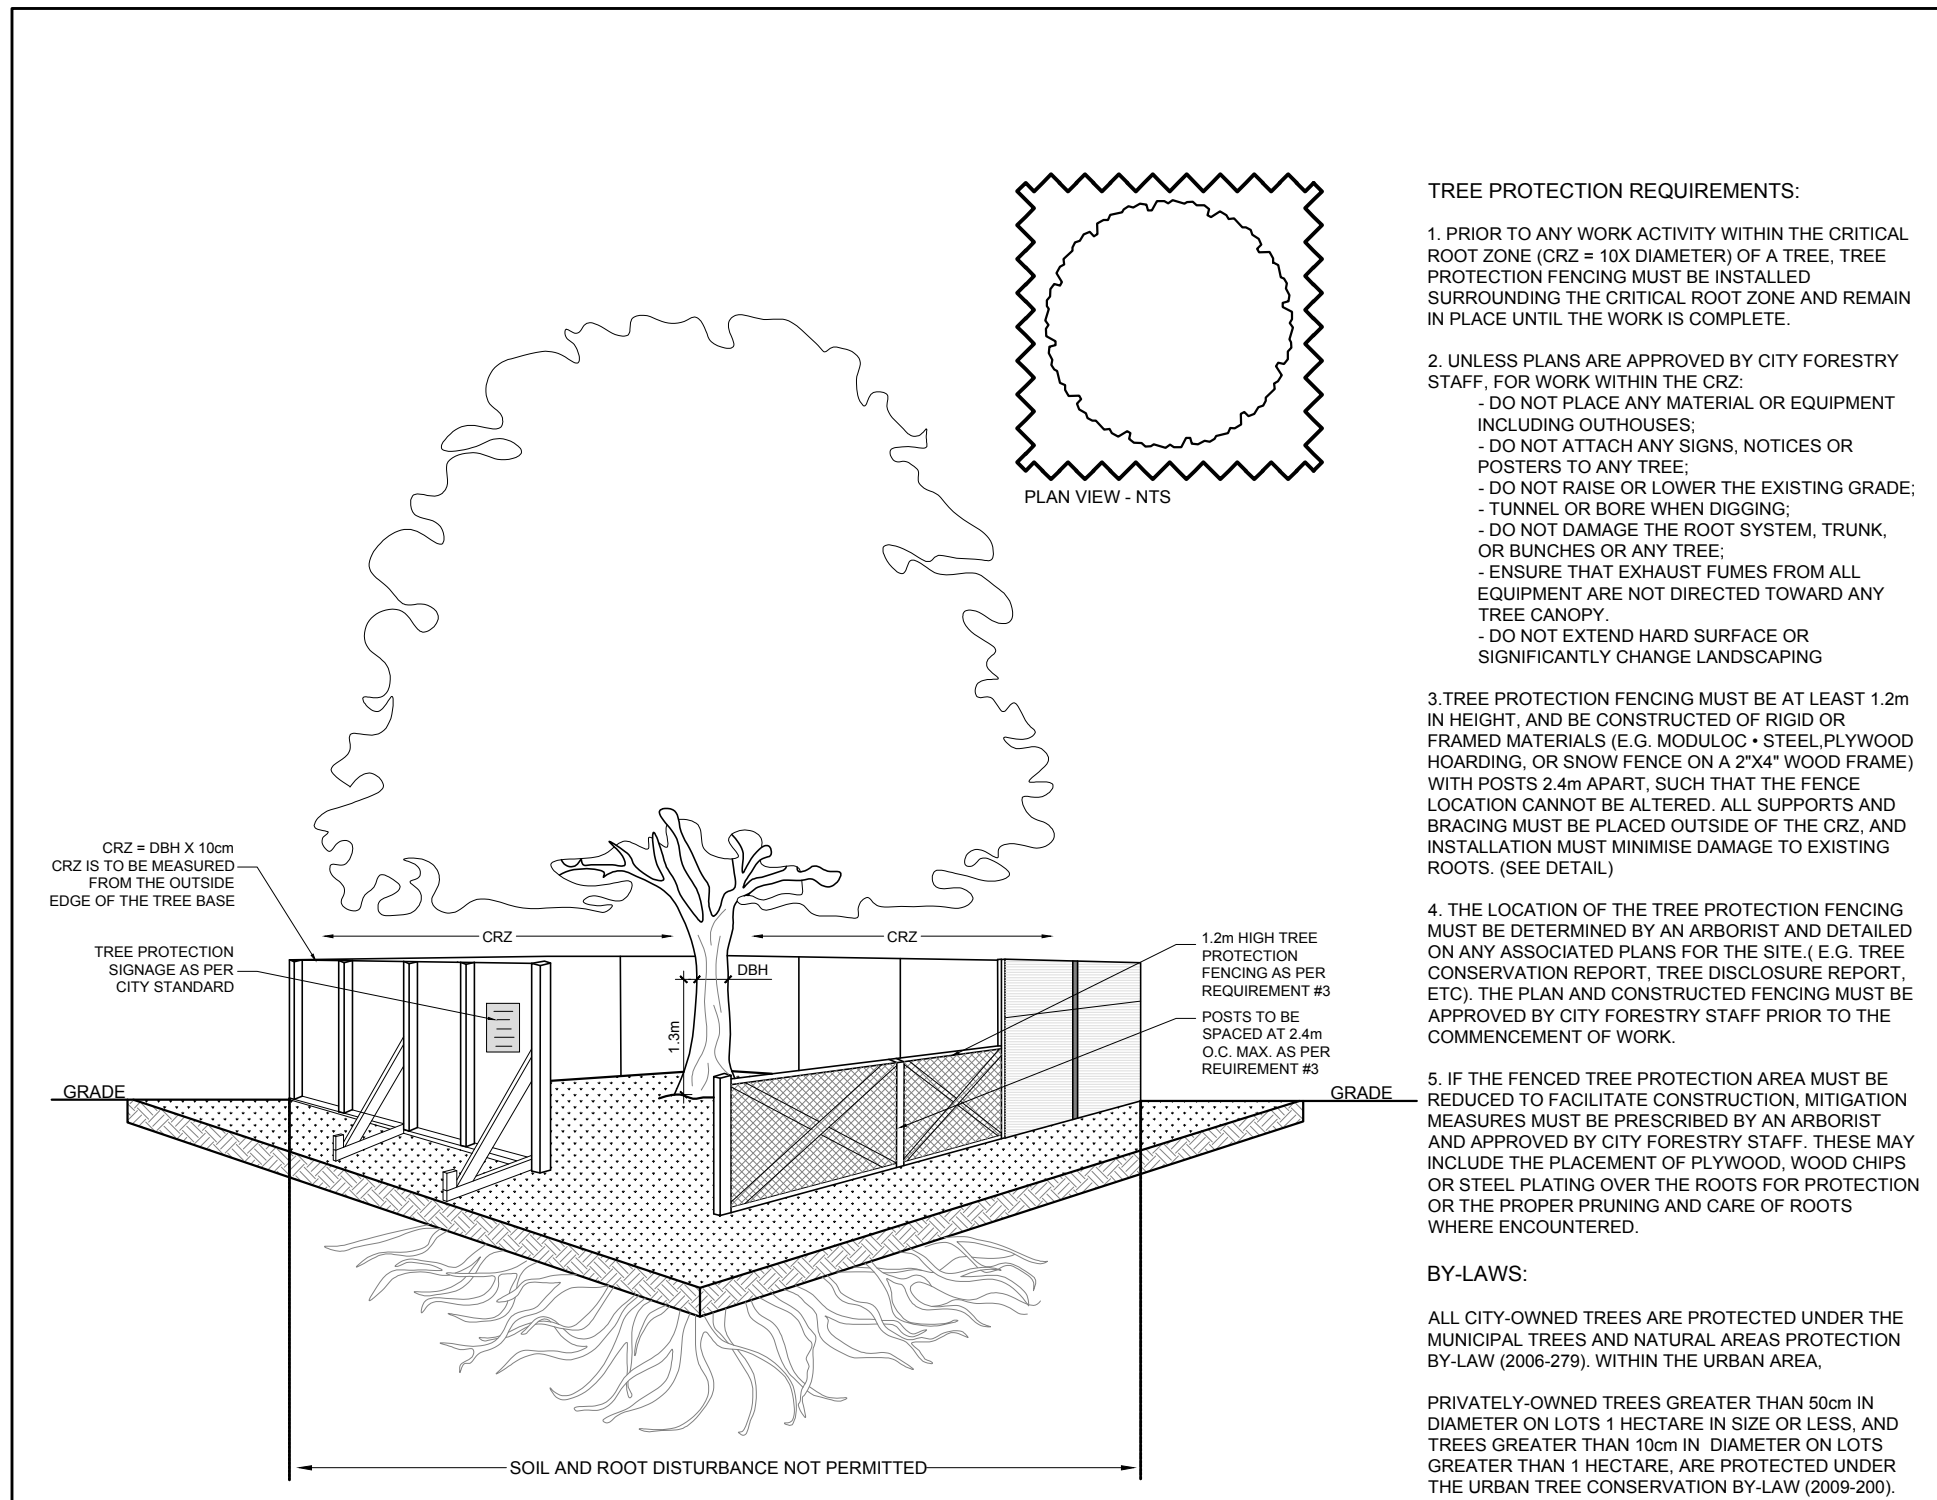 PLAN VIEW - NTS
CRZ = DBH X 10cm
CRZ IS TO BE MEASURED
FROM THE OUTSIDE
EDGE OF THE TREE BASE
TREE PROTECTION
SIGNAGE AS PER
CITY STANDARD
CRZ
CRZ
DBH
1.3m
1.2m HIGH TREE
PROTECTION
FENCING AS PER
REQUIREMENT #3
POSTS TO BE
SPACED AT 2.4m
O.C. MAX. AS PER
REUIREMENT #3
GRADE
GRADE
SOIL AND ROOT DISTURBANCE NOT PERMITTED
TREE PROTECTION REQUIREMENTS:
1. PRIOR TO ANY WORK ACTIVITY WITHIN THE CRITICAL
ROOT ZONE (CRZ = 10X DIAMETER) OF A TREE, TREE
PROTECTION FENCING MUST BE INSTALLED
SURROUNDING THE CRITICAL ROOT ZONE AND REMAIN
IN PLACE UNTIL THE WORK IS COMPLETE.
2. UNLESS PLANS ARE APPROVED BY CITY FORESTRY
STAFF, FOR WORK WITHIN THE CRZ:
- DO NOT PLACE ANY MATERIAL OR EQUIPMENT
INCLUDING OUTHOUSES;
- DO NOT ATTACH ANY SIGNS, NOTICES OR
POSTERS TO ANY TREE;
- DO NOT RAISE OR LOWER THE EXISTING GRADE;
- TUNNEL OR BORE WHEN DIGGING;
- DO NOT DAMAGE THE ROOT SYSTEM, TRUNK,
OR BUNCHES OR ANY TREE;
- ENSURE THAT EXHAUST FUMES FROM ALL
EQUIPMENT ARE NOT DIRECTED TOWARD ANY
TREE CANOPY.
- DO NOT EXTEND HARD SURFACE OR
SIGNIFICANTLY CHANGE LANDSCAPING
3.TREE PROTECTION FENCING MUST BE AT LEAST 1.2m
IN HEIGHT, AND BE CONSTRUCTED OF RIGID OR
FRAMED MATERIALS (E.G. MODULOC • STEEL,PLYWOOD
HOARDING, OR SNOW FENCE ON A 2"X4" WOOD FRAME)
WITH POSTS 2.4m APART, SUCH THAT THE FENCE
LOCATION CANNOT BE ALTERED. ALL SUPPORTS AND
BRACING MUST BE PLACED OUTSIDE OF THE CRZ, AND
INSTALLATION MUST MINIMISE DAMAGE TO EXISTING
ROOTS. (SEE DETAIL)
4. THE LOCATION OF THE TREE PROTECTION FENCING
MUST BE DETERMINED BY AN ARBORIST AND DETAILED
ON ANY ASSOCIATED PLANS FOR THE SITE.( E.G. TREE
CONSERVATION REPORT, TREE DISCLOSURE REPORT,
ETC). THE PLAN AND CONSTRUCTED FENCING MUST BE
APPROVED BY CITY FORESTRY STAFF PRIOR TO THE
COMMENCEMENT OF WORK.
5. IF THE FENCED TREE PROTECTION AREA MUST BE
REDUCED TO FACILITATE CONSTRUCTION, MITIGATION
MEASURES MUST BE PRESCRIBED BY AN ARBORIST
AND APPROVED BY CITY FORESTRY STAFF. THESE MAY
INCLUDE THE PLACEMENT OF PLYWOOD, WOOD CHIPS
OR STEEL PLATING OVER THE ROOTS FOR PROTECTION
OR THE PROPER PRUNING AND CARE OF ROOTS
WHERE ENCOUNTERED.
BY-LAWS:
ALL CITY-OWNED TREES ARE PROTECTED UNDER THE
MUNICIPAL TREES AND NATURAL AREAS PROTECTION
BY-LAW (2006-279). WITHIN THE URBAN AREA,
PRIVATELY-OWNED TREES GREATER THAN 50cm IN
DIAMETER ON LOTS 1 HECTARE IN SIZE OR LESS, AND
TREES GREATER THAN 10cm IN DIAMETER ON LOTS
GREATER THAN 1 HECTARE, ARE PROTECTED UNDER
THE URBAN TREE CONSERVATION BY-LAW (2009-200).